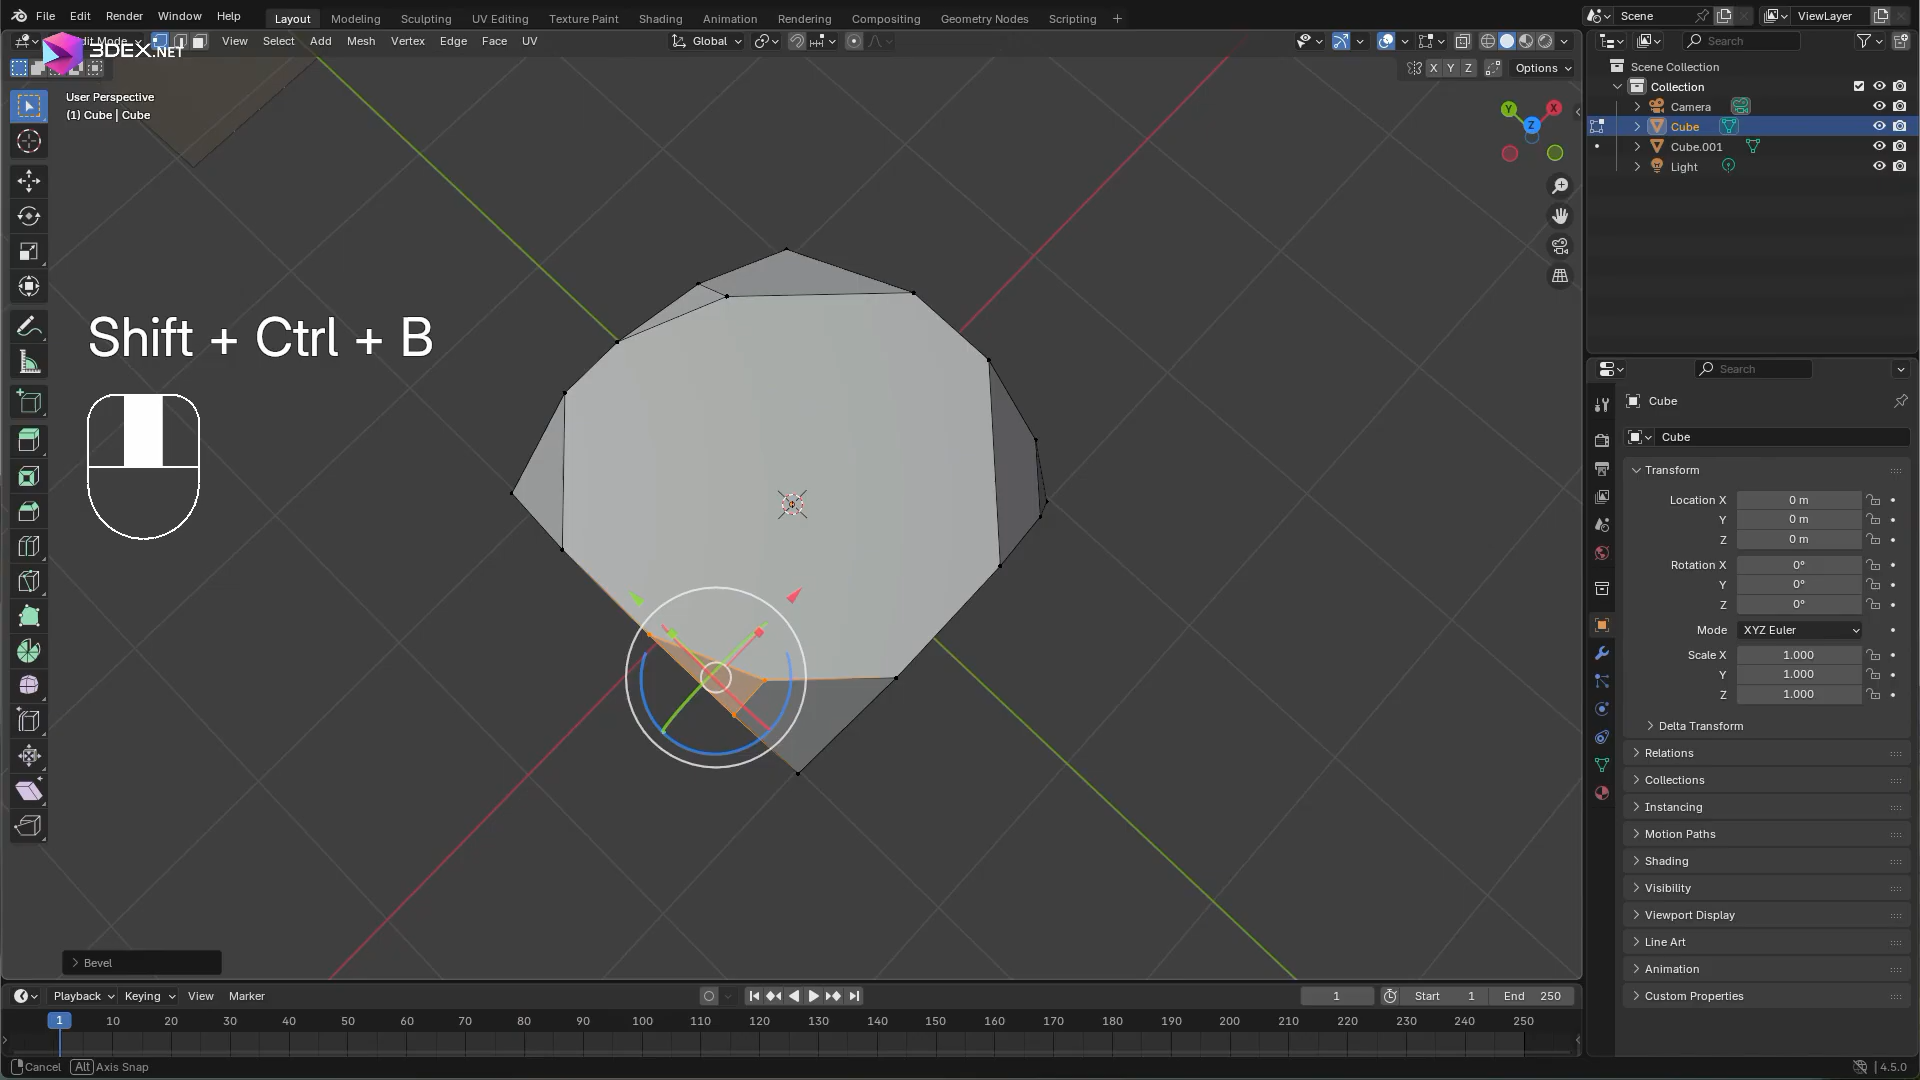 File Edit Render Window Help Layout Modeling Sculpting UV Editing Texture Paint Shading Animation Rendering Compositing Geometry Nodes Scripting + Scene ViewLayer
3DEX.NET
Mode View Select Add Mesh Vertex Edge Face UV Global Search
X Y Z Options
User Perspective
(1) Cube | Cube
Y X Z
Scene Collection
Collection
Camera
Cube
Cube.001
Light
Shift + Ctrl + B
Search
Cube
Cube
Transform
Location X 0 m
Y 0 m
Z 0 m
Rotation X 0°
Y 0°
Z 0°
Mode XYZ Euler
Scale X 1.000
Y 1.000
Z 1.000
Delta Transform
Relations
Collections
Instancing
Motion Paths
Shading
Visibility
Viewport Display
Line Art
Animation
Custom Properties
Bevel
Playback Keying View Marker 1 Start 1 End 250
1 10 20 30 40 50 60 70 80 90 100 110 120 130 140 150 160 170 180 190 200 210 220 230 240 250
Cancel Alt Axis Snap 4.5.0